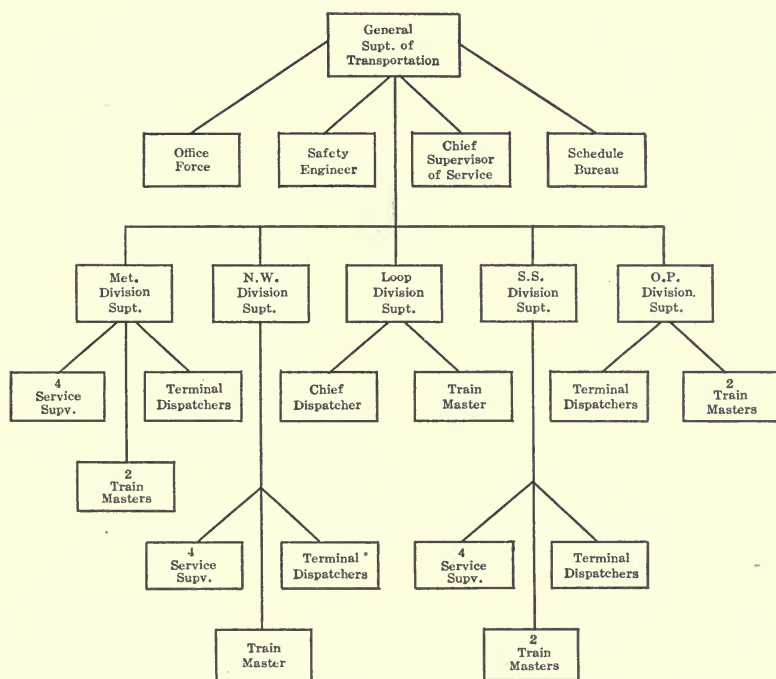 General
Supt. of
Transportation
Office
Force
Safety
Engineer
Chief
Supervisor
of Service
Schedule
Bureau
Met.
Division
Supt.
N.W.
Division
Supt.
Loop
Division
Supt.
S.S.
Division
Supt.
O.P.
Division.
Supt.
4
Service
Supv.
Terminal
Dispatchers
Chief
Dispatcher
Train
Master
Terminal
Dispatchers
2
Train
Masters
2
Train
Masters
4
Service
Supv.
Terminal
Dispatchers
4
Service
Supv.
Terminal
Dispatchers
Train
Master
2
Train
Masters